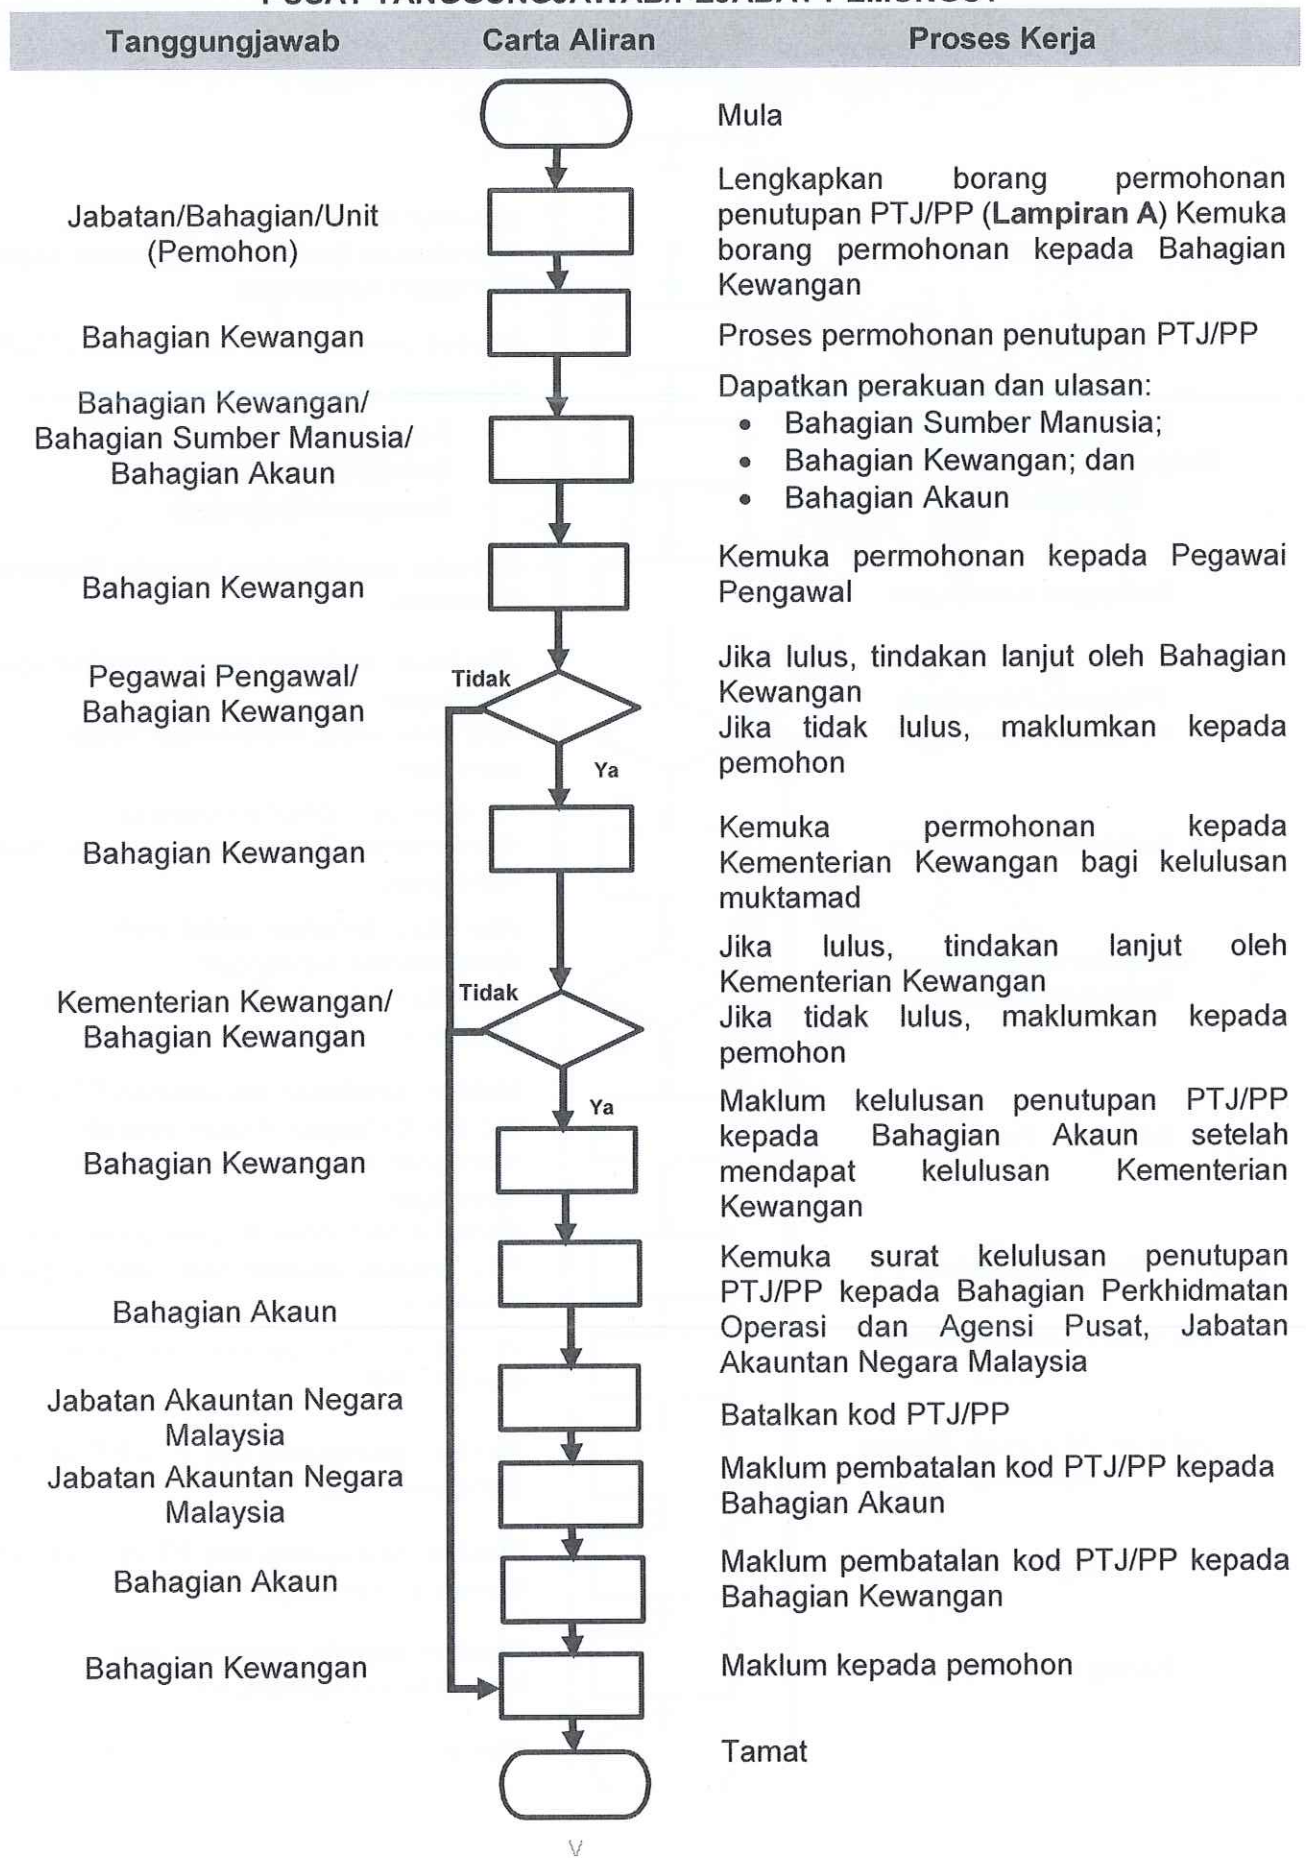 PUSAT TANGGUNGJAWAB/PEJABAT PEMUNGUT
Tanggungjawab Carta Aliran Proses Kerja
Mula
Jabatan/Bahagian/Unit
(Pemohon)
Lengkapkan borang permohonan
penutupan PTJ/PP (Lampiran A) Kemuka
borang permohonan kepada Bahagian
Kewangan
Bahagian Kewangan
Proses permohonan penutupan PTJ/PP
Bahagian Kewangan/
Bahagian Sumber Manusia/
Bahagian Akaun
Dapatkan perakuan dan ulasan:
• Bahagian Sumber Manusia;
• Bahagian Kewangan; dan
• Bahagian Akaun
Bahagian Kewangan
Kemuka permohonan kepada Pegawai
Pengawal
Pegawai Pengawal/
Bahagian Kewangan
Tidak
Ya
Jika lulus, tindakan lanjut oleh Bahagian
Kewangan
Jika tidak lulus, maklumkan kepada
pemohon
Bahagian Kewangan
Kemuka permohonan kepada
Kementerian Kewangan bagi kelulusan
muktamad
Kementerian Kewangan/
Bahagian Kewangan
Tidak
Ya
Jika lulus, tindakan lanjut oleh
Kementerian Kewangan
Jika tidak lulus, maklumkan kepada
pemohon
Bahagian Kewangan
Maklum kelulusan penutupan PTJ/PP
kepada Bahagian Akaun setelah
mendapat kelulusan Kementerian
Kewangan
Bahagian Akaun
Kemuka surat kelulusan penutupan
PTJ/PP kepada Bahagian Perkhidmatan
Operasi dan Agensi Pusat, Jabatan
Akauntan Negara Malaysia
Jabatan Akauntan Negara
Malaysia
Batalkan kod PTJ/PP
Jabatan Akauntan Negara
Malaysia
Maklum pembatalan kod PTJ/PP kepada
Bahagian Akaun
Bahagian Akaun
Maklum pembatalan kod PTJ/PP kepada
Bahagian Kewangan
Bahagian Kewangan
Maklum kepada pemohon
Tamat
V